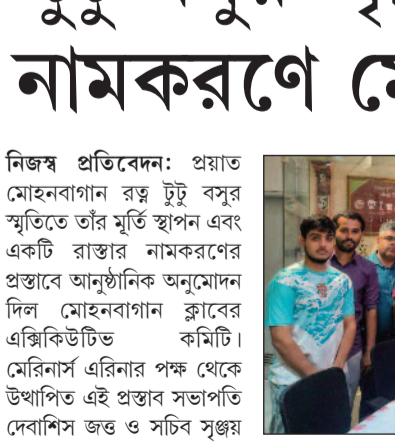 নামকরণে
নিজস্ব প্রতিবেদন: প্রয়াত
মোহনবাগান রত্ন টুটু বসুর
স্মৃতিতে তাঁর মূর্তি স্থাপন এবং
একটি রাস্তার নামকরণের
প্রস্তাবে আনুষ্ঠানিক অনুমোদন
দিল মোহনবাগান ক্লাবের
এক্সিকিউটিভ কমিটি।
মেরিনার্স এরিনার পক্ষ থেকে
উত্থাপিত এই প্রস্তাব সভাপতি
দেবাশিস জত্ত ও সচিব সৃঞ্জয়